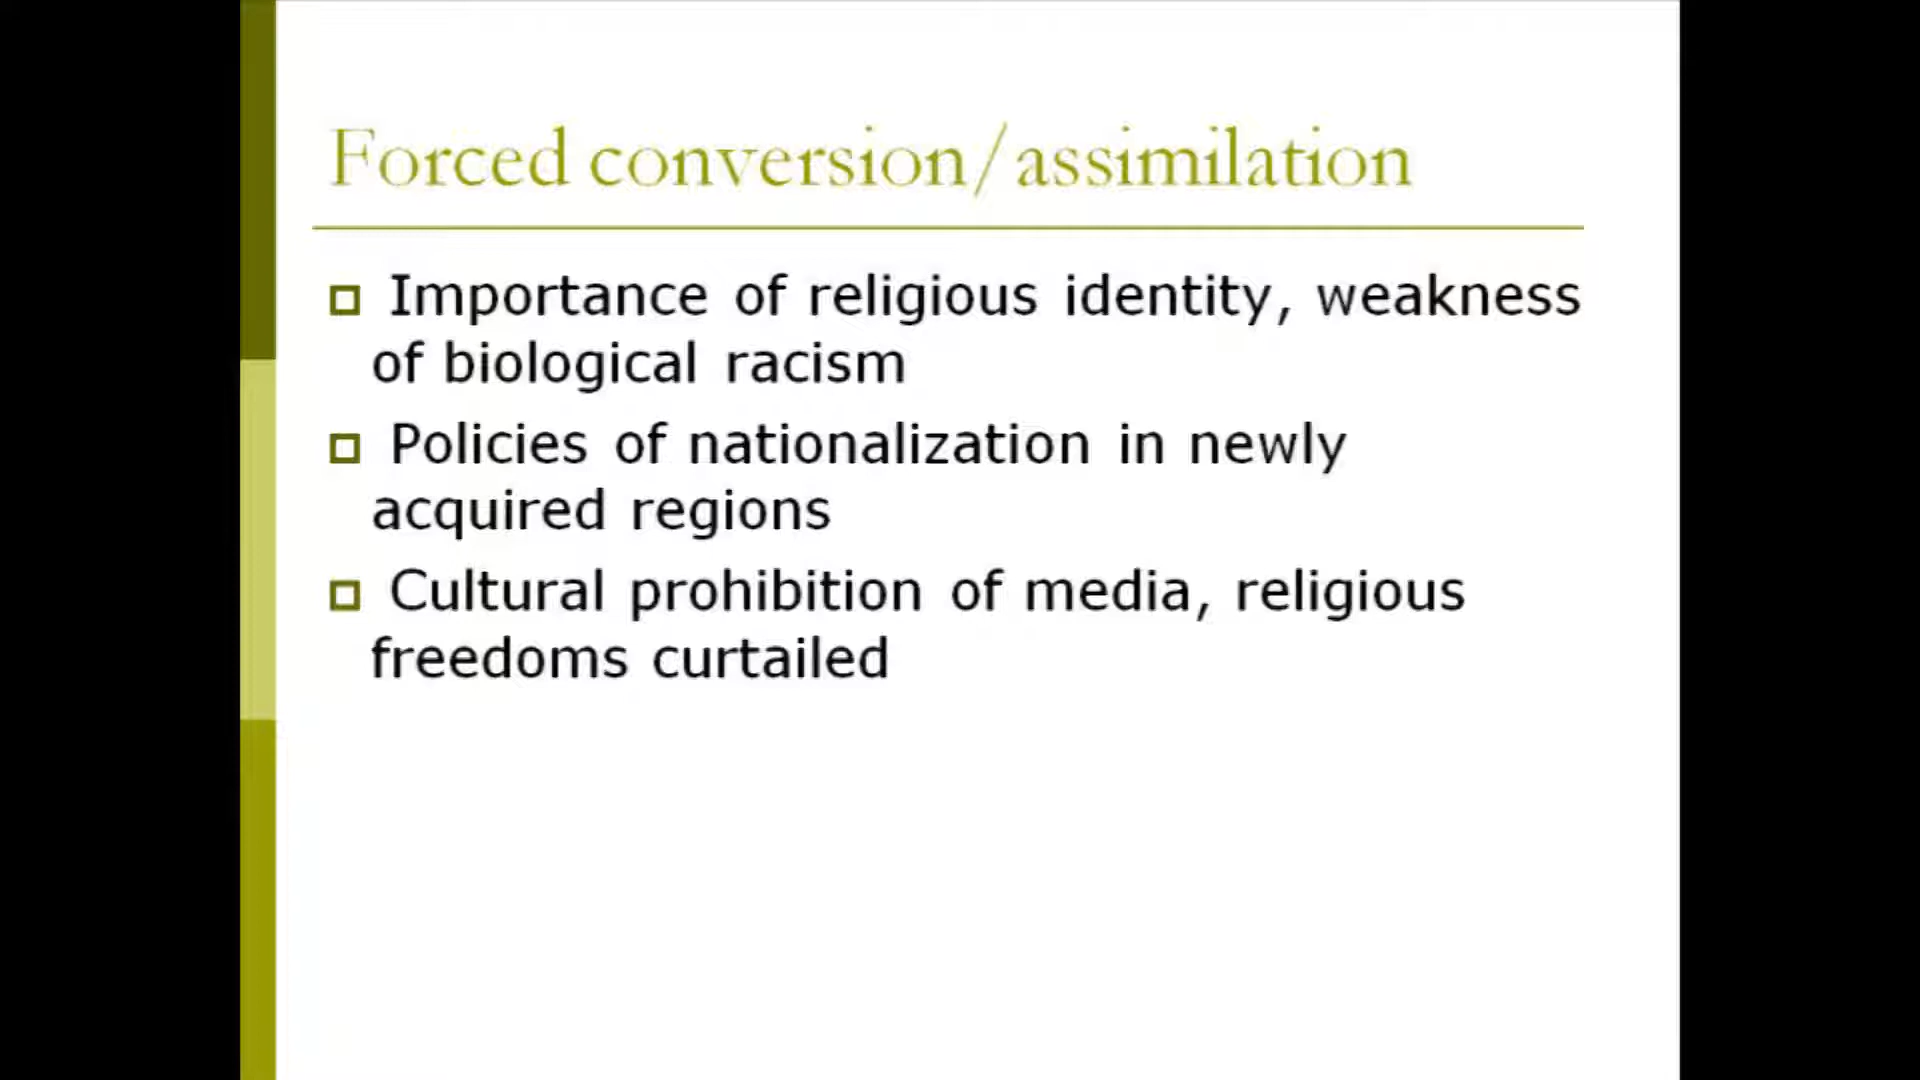 Forced conversion/assimilation
Importance of religious identity, weakness
of biological racism
Policies of nationalization in newly
acquired regions
Cultural prohibition of media, religious
freedoms curtailed